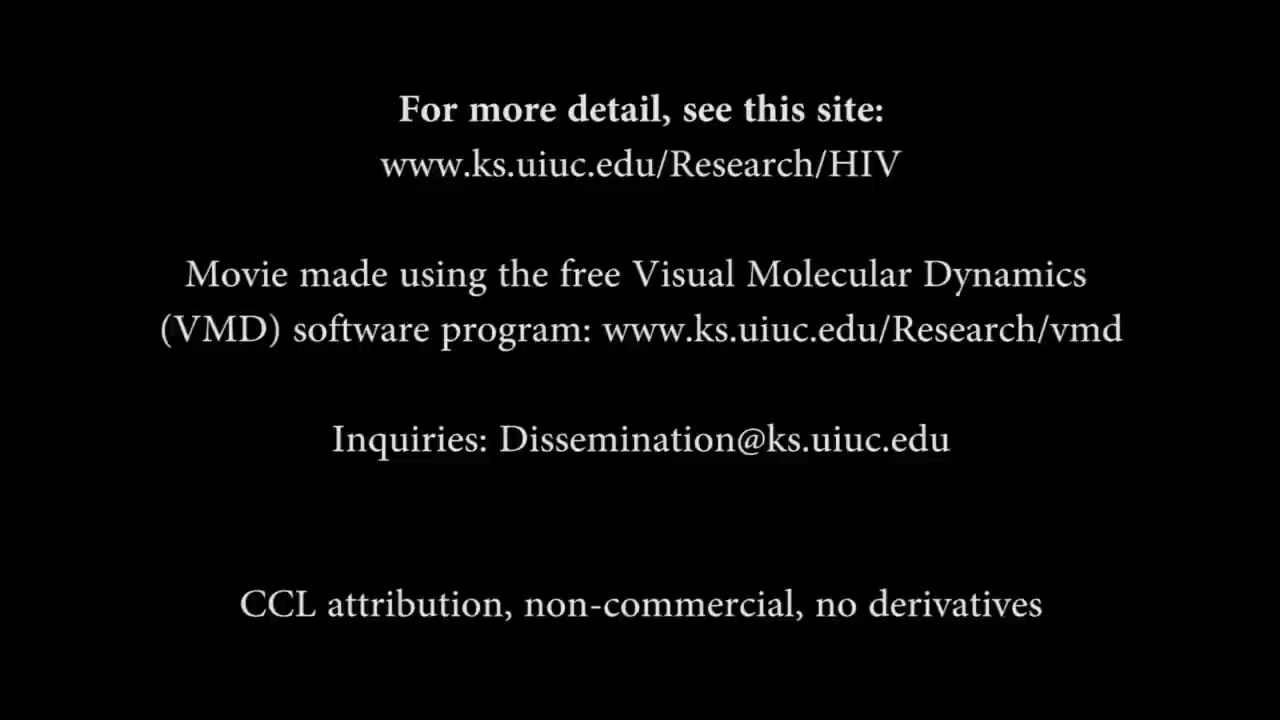 For more detail, see this site:
www.ks.uiuc.edu/Research/HIV
Movie made using the free Visual Molecular Dynamics
(VMD) software program: www.ks.uiuc.edu/Research/vmd
Inquiries: Dissemination@ks.uiuc.edu
CCL attribution, non-commercial, no derivatives